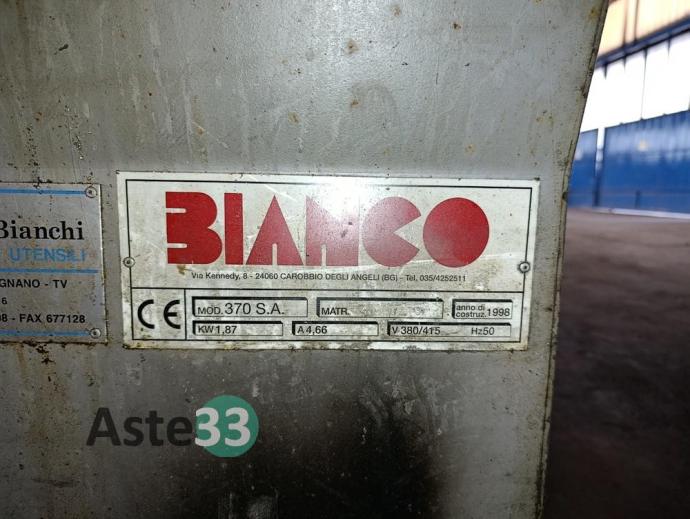 Bianchi
UTENSILI
GNANO - TV
6
08 - FAX 677128
BIANCO
Via Kennedy, 8 - 24060 CAROBBIO DEGLI ANGELI (BG) - Tel. 035/4252511
CE
MOD. 370 S.A.
MATR.
anno di
costruz. 1998
KW 1,87
A 4,66
V 380/415 Hz 50
Aste33